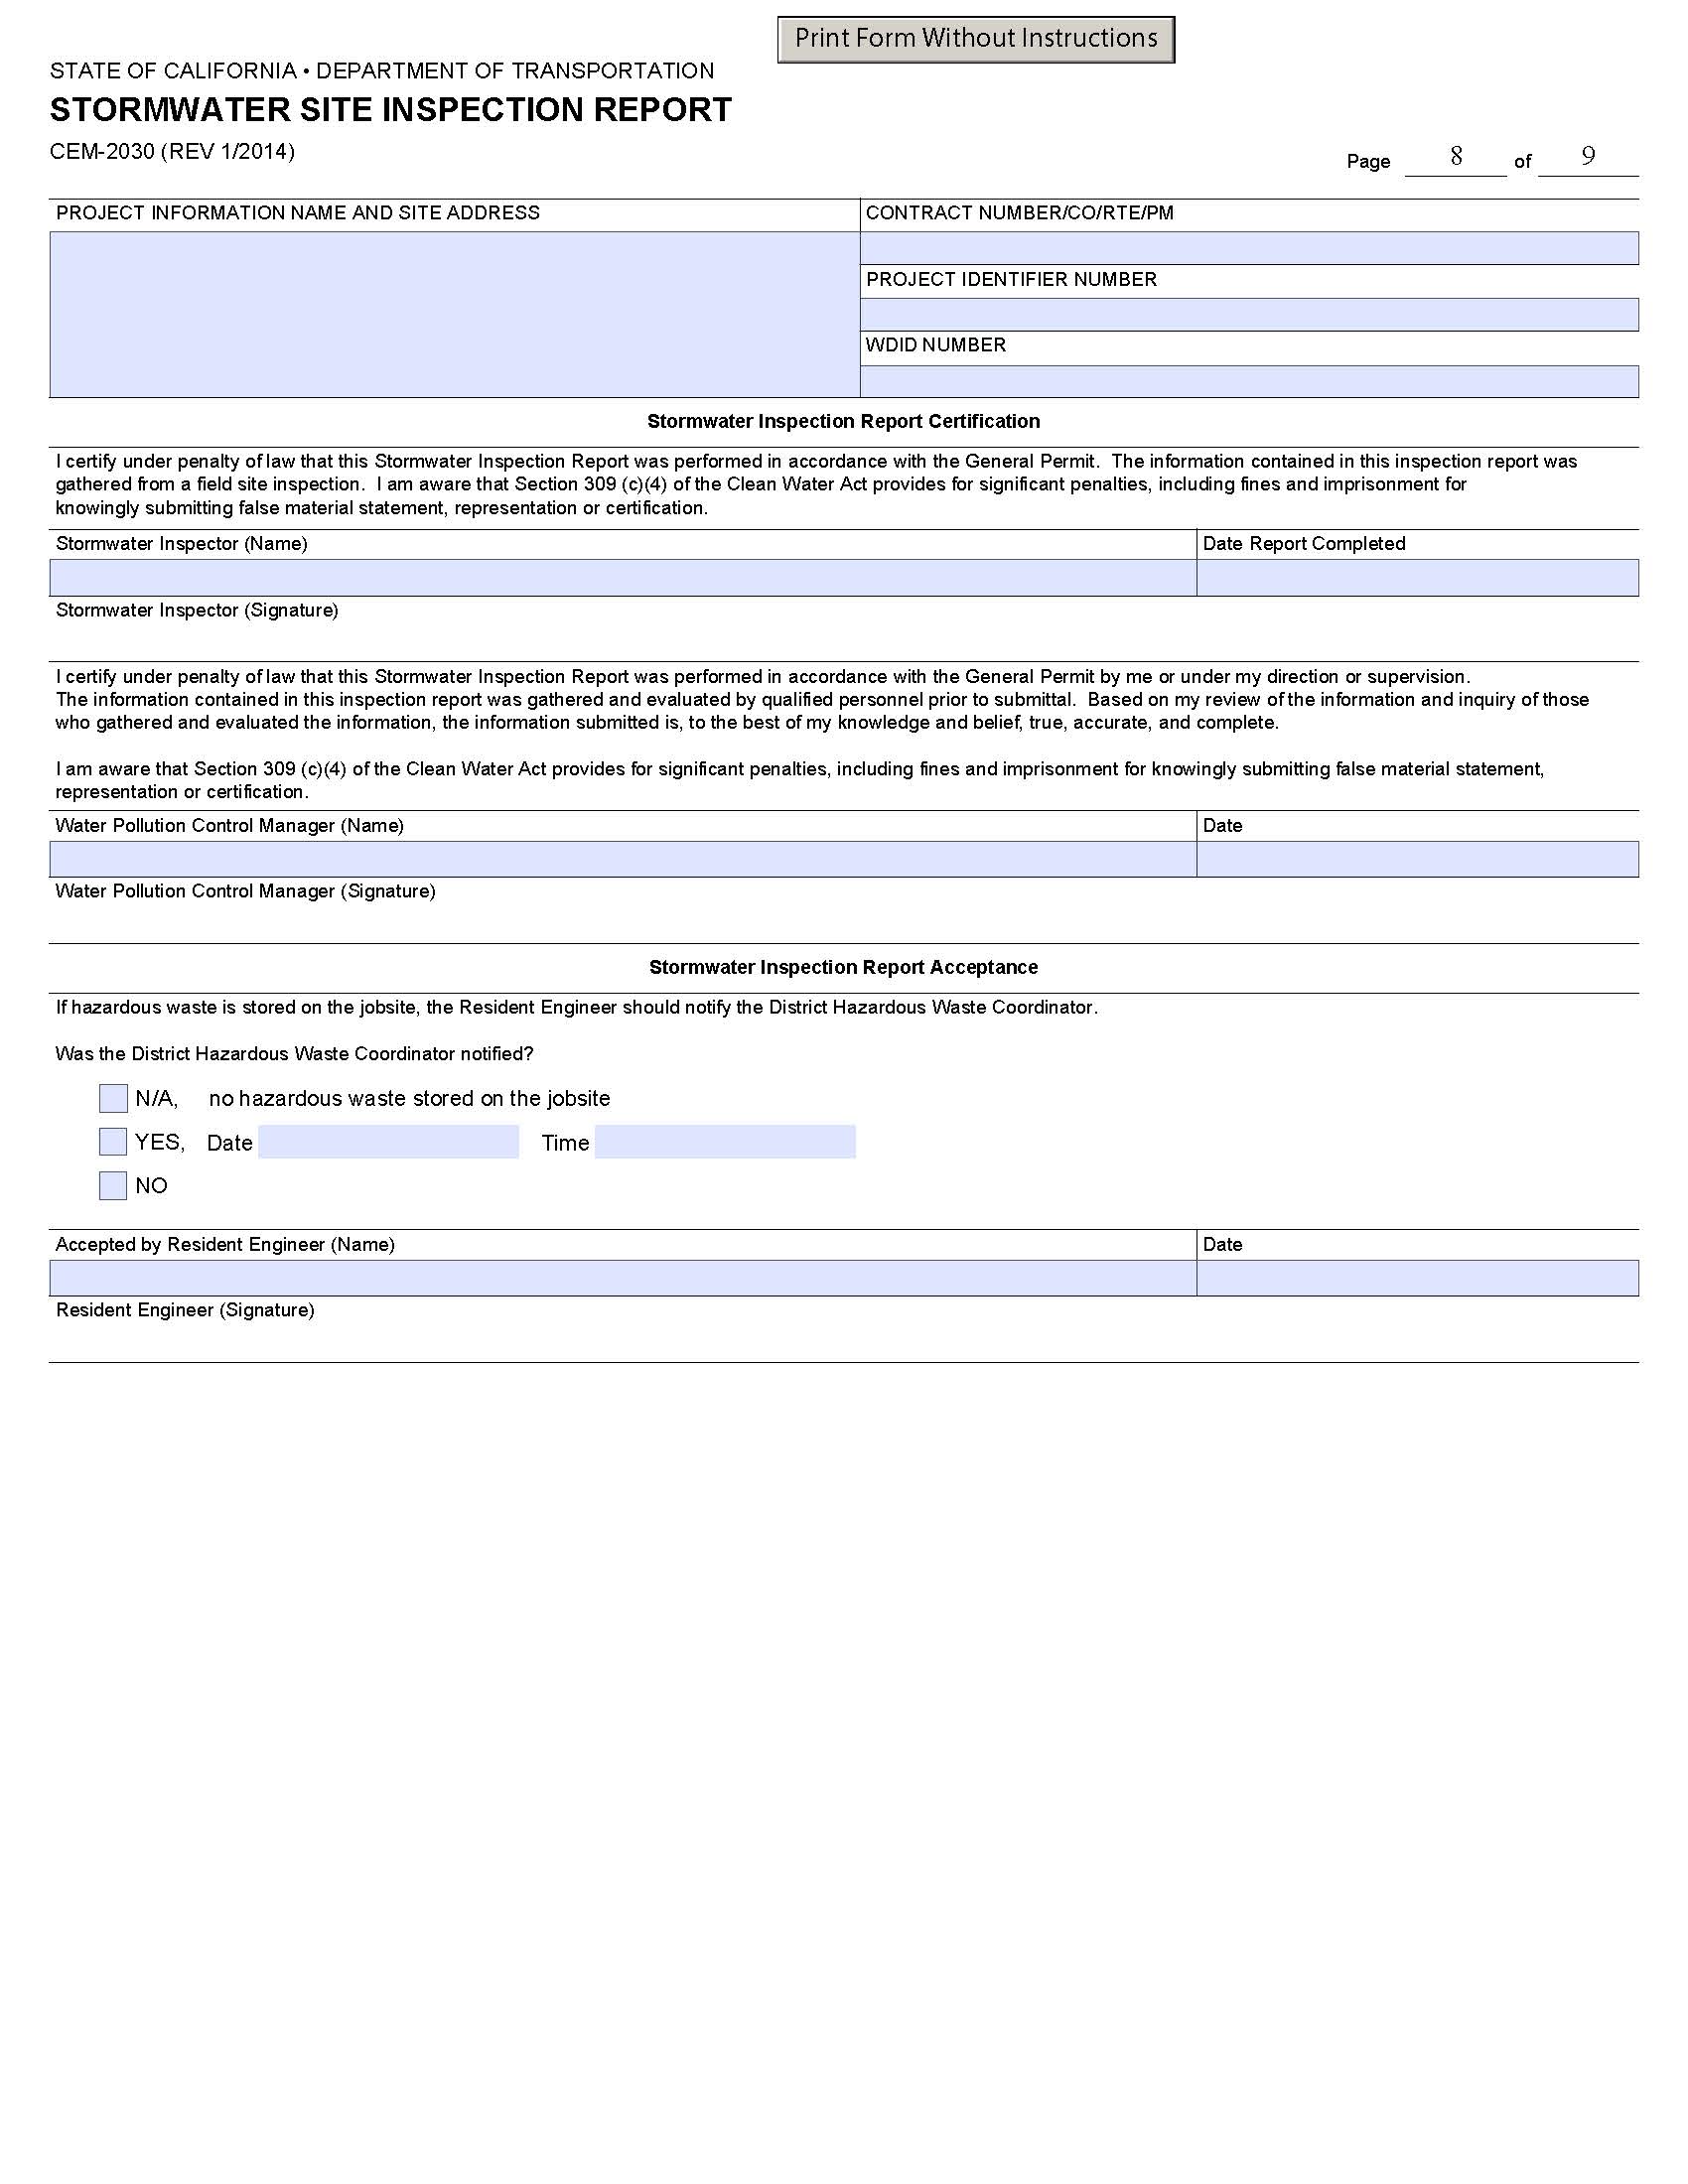 Print Form Without Instructions
STATE OF CALIFORNIA • DEPARTMENT OF TRANSPORTATION
STORMWATER SITE INSPECTION REPORT
CEM-2030 (REV 1/2014)
Page 8 of 9
PROJECT INFORMATION NAME AND SITE ADDRESS
CONTRACT NUMBER/CO/RTE/PM
PROJECT IDENTIFIER NUMBER
WDID NUMBER
Stormwater Inspection Report Certification
I certify under penalty of law that this Stormwater Inspection Report was performed in accordance with the General Permit.  The information contained in this inspection report was
gathered from a field site inspection.  I am aware that Section 309 (c)(4) of the Clean Water Act provides for significant penalties, including fines and imprisonment for
knowingly submitting false material statement, representation or certification.
Stormwater Inspector (Name)
Date Report Completed
Stormwater Inspector (Signature)
I certify under penalty of law that this Stormwater Inspection Report was performed in accordance with the General Permit by me or under my direction or supervision.
The information contained in this inspection report was gathered and evaluated by qualified personnel prior to submittal.  Based on my review of the information and inquiry of those
who gathered and evaluated the information, the information submitted is, to the best of my knowledge and belief, true, accurate, and complete.
I am aware that Section 309 (c)(4) of the Clean Water Act provides for significant penalties, including fines and imprisonment for knowingly submitting false material statement,
representation or certification.
Water Pollution Control Manager (Name)
Date
Water Pollution Control Manager (Signature)
Stormwater Inspection Report Acceptance
If hazardous waste is stored on the jobsite, the Resident Engineer should notify the District Hazardous Waste Coordinator.
Was the District Hazardous Waste Coordinator notified?
N/A, no hazardous waste stored on the jobsite
YES, Date Time
NO
Accepted by Resident Engineer (Name)
Date
Resident Engineer (Signature)